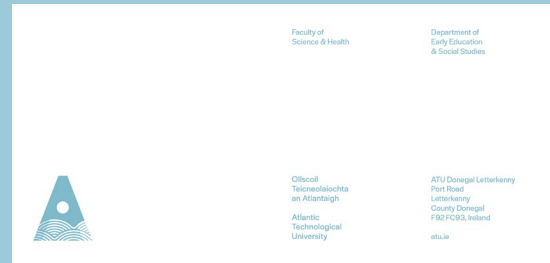 Faculty of
Science & Health
Department of
Early Education
& Social Studies
Ollscoil
Teicneolaíochta
an Atlantaigh
Atlantic
Technological
University
ATU Donegal Letterkenny
Port Road
Letterkenny
County Donegal
F92 FC93, Ireland
atu.ie